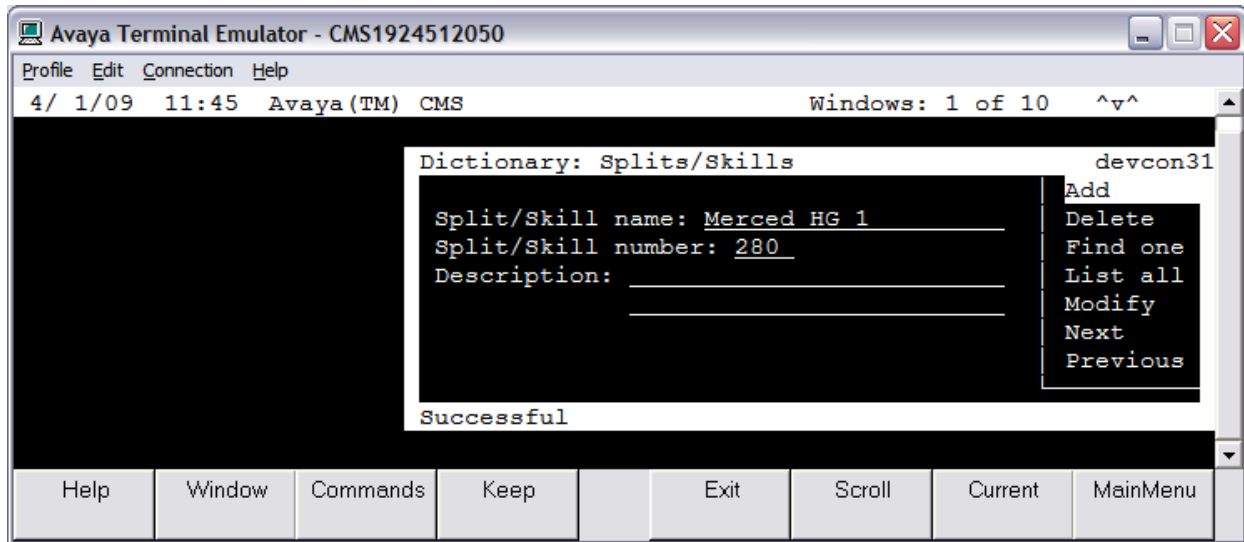 Avaya Terminal Emulator - CMS1924512050
Profile Edit Connection Help
4/ 1/09 11:45 Avaya(TM) CMS Windows: 1 of 10 ^v^
Dictionary: Splits/Skills devcon31
Add
Split/Skill name: Merced HG 1 Delete
Split/Skill number: 280 Find one
Description: List all
Modify
Next
Previous
Successful
Help Window Commands Keep Exit Scroll Current MainMenu